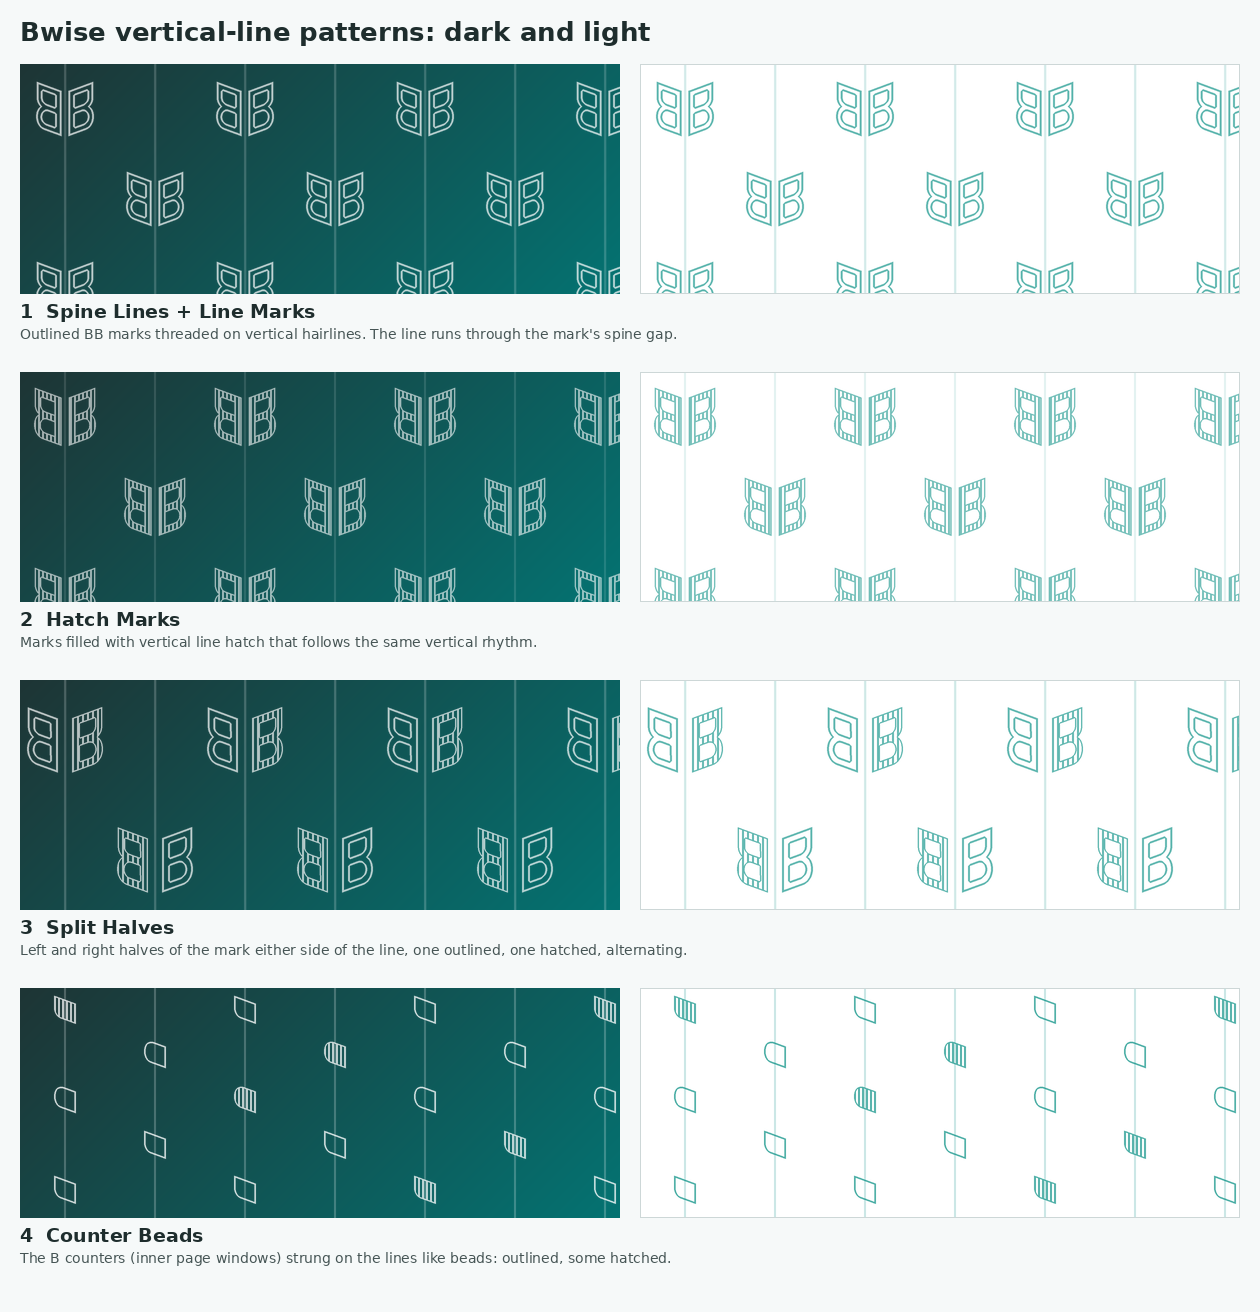 Bwise vertical-line patterns: dark and light
1 Spine Lines + Line Marks
Outlined BB marks threaded on vertical hairlines. The line runs through the mark's spine gap.
2 Hatch Marks
Marks filled with vertical line hatch that follows the same vertical rhythm.
3 Split Halves
Left and right halves of the mark either side of the line, one outlined, one hatched, alternating.
4 Counter Beads
The B counters (inner page windows) strung on the lines like beads: outlined, some hatched.